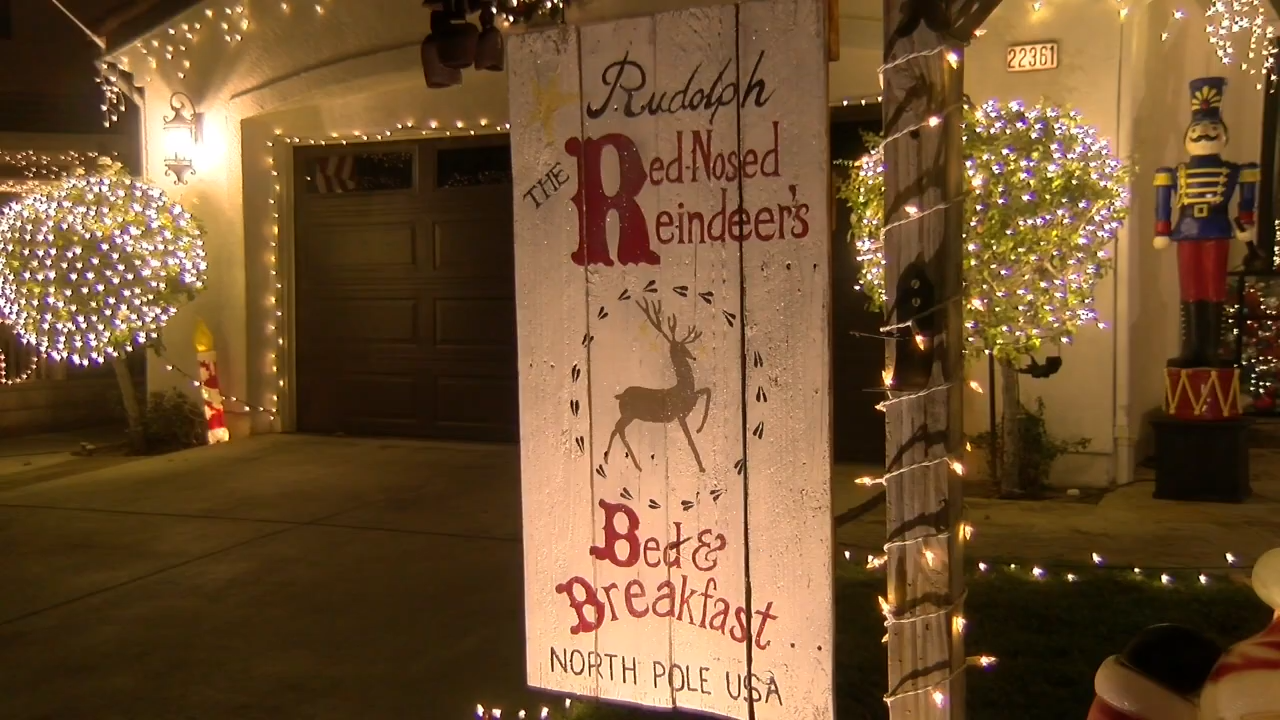 22361
Rudolph
THE Red-Nosed
Reindeer's
Bed &
Breakfast...
NORTH POLE USA